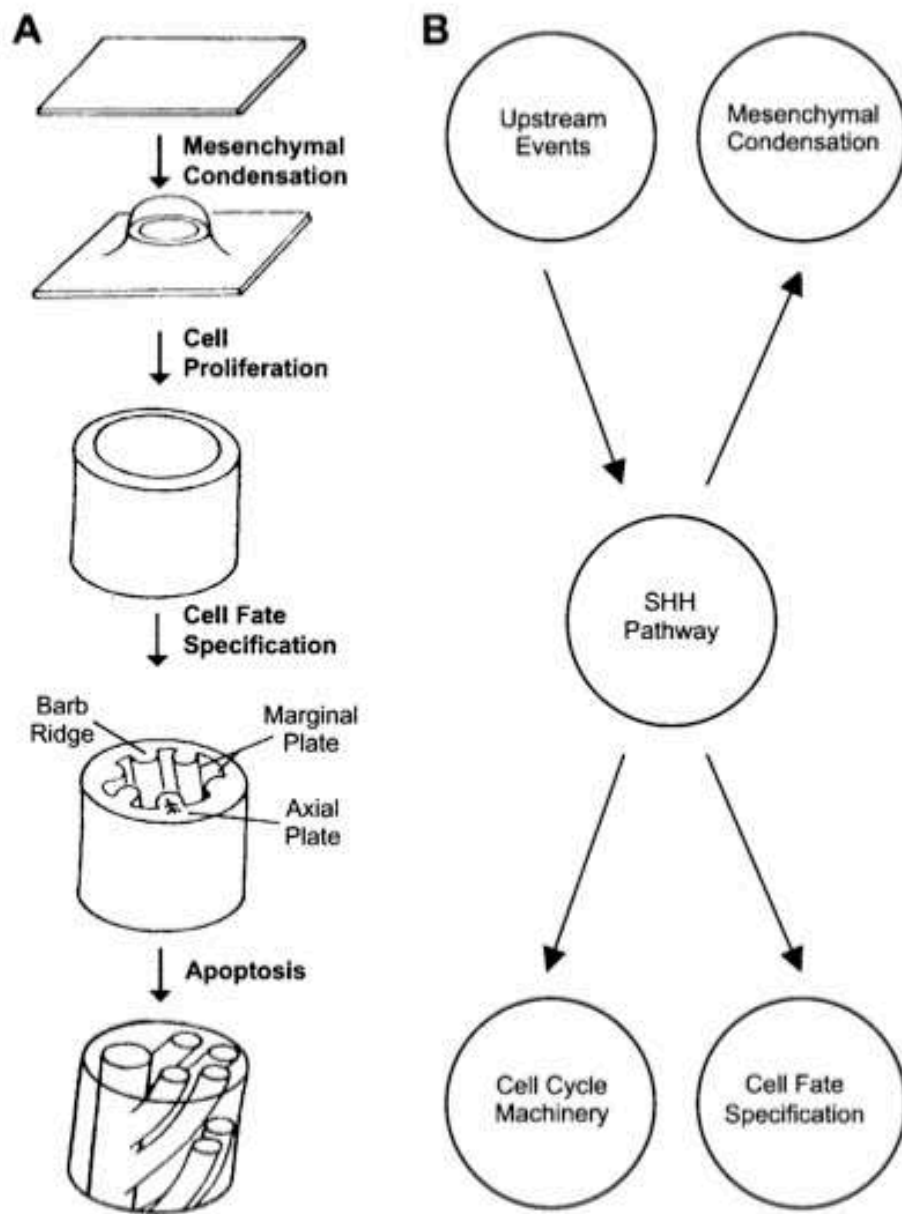 A
Mesenchymal
Condensation
Cell
Proliferation
Cell Fate
Specification
Barb
Ridge
Marginal
Plate
Axial
Plate
Apoptosis
B
Upstream
Events
Mesenchymal
Condensation
SHH
Pathway
Cell Cycle
Machinery
Cell Fate
Specification